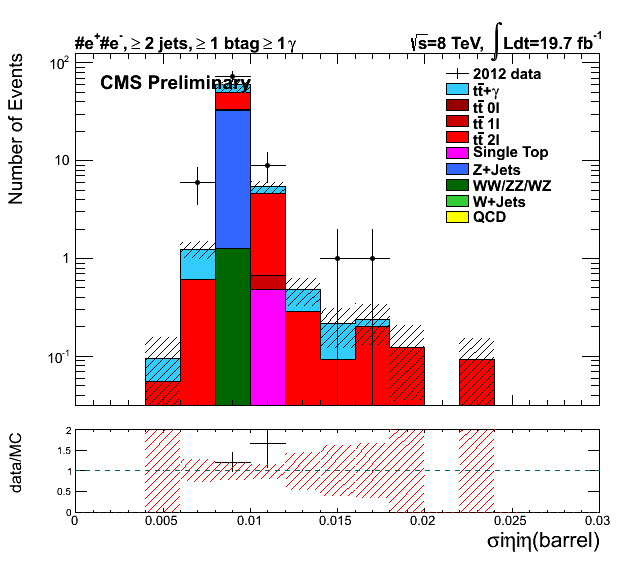 #e⁺#e⁻, ≥ 2 jets, ≥ 1 btag ≥ 1 γ
√s=8 TeV, ∫Ldt=19.7 fb⁻¹
CMS Preliminary
Number of Events
10²
10
1
10⁻¹
2012 data
tt̄+γ
tt̄ 0l
tt̄ 1l
tt̄ 2l
Single Top
Z+Jets
WW/ZZ/WZ
W+Jets
QCD
data/MC
2
1.5
1
0.5
0
0 0.005 0.01 0.015 0.02 0.025 0.03
σiηiη(barrel)